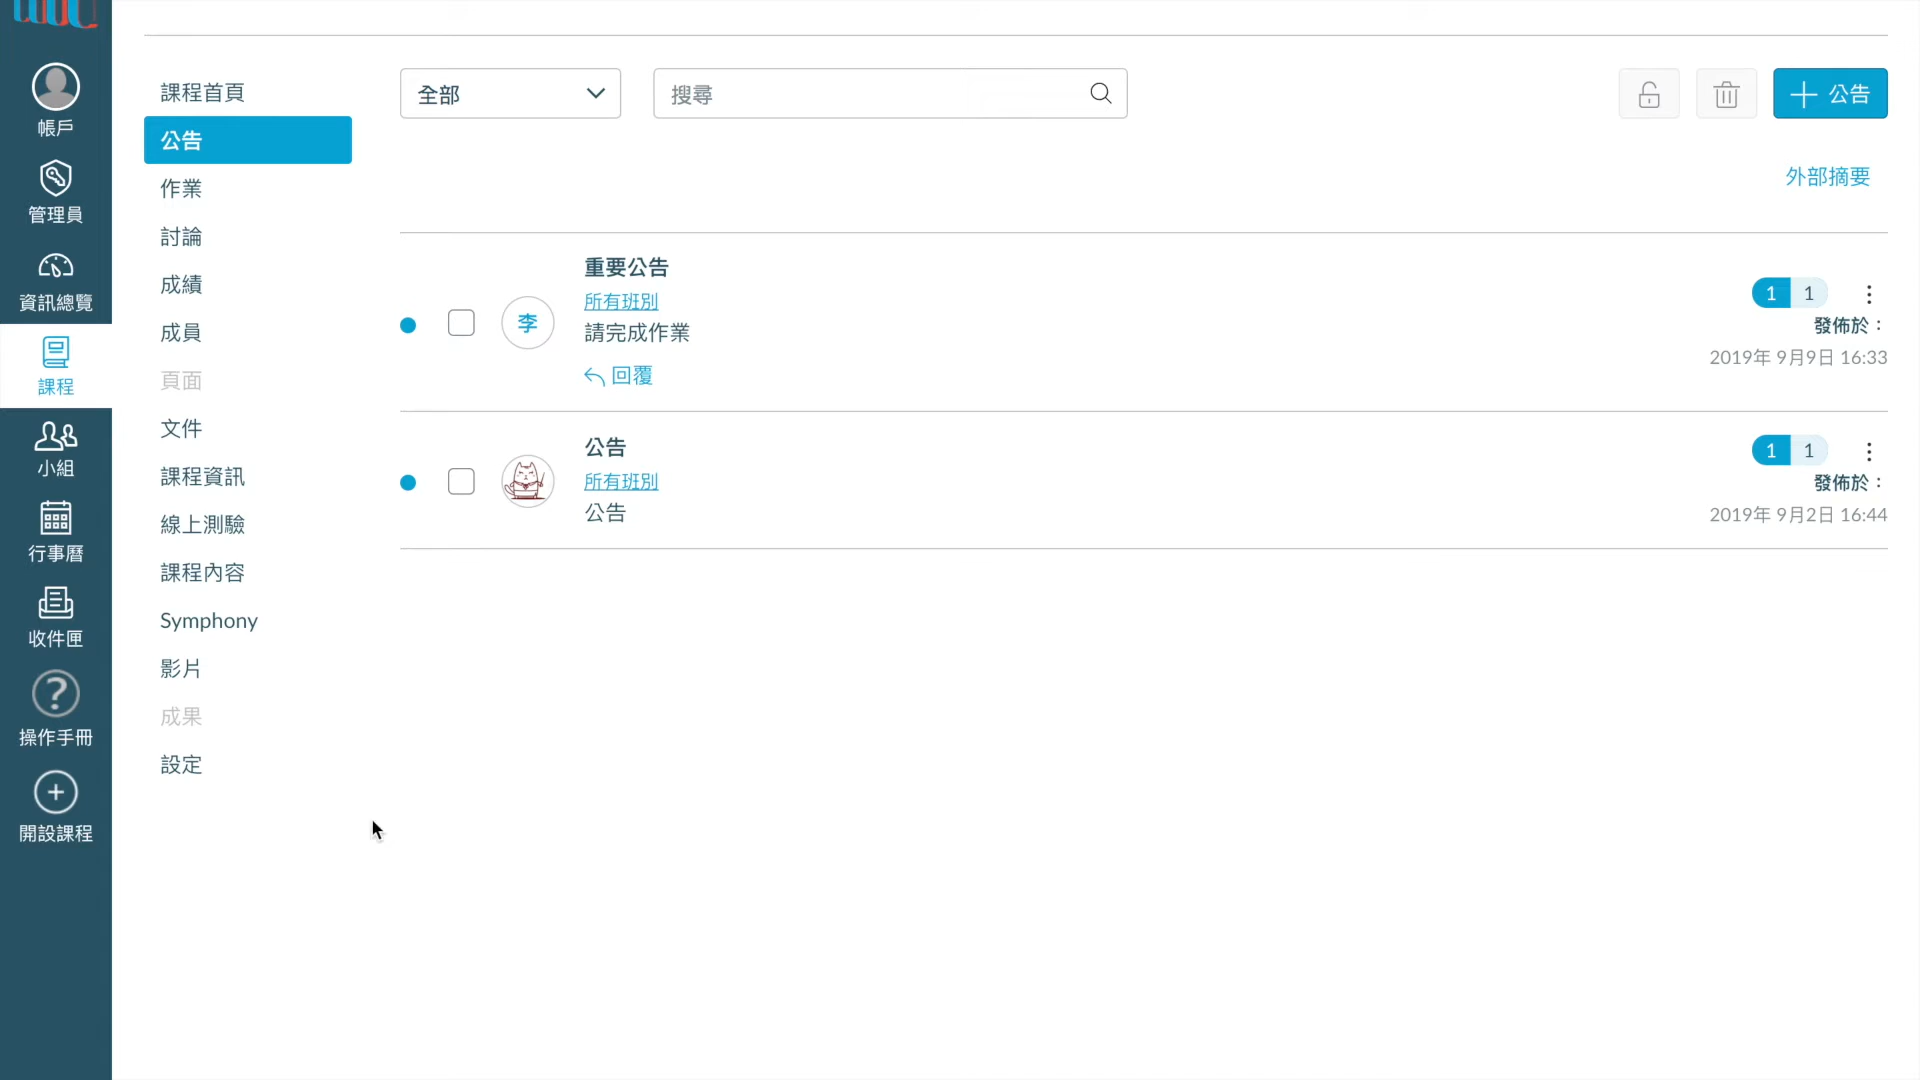 帳戶
管理員
資訊總覽
課程
小組
行事曆
收件匣
操作手冊
開設課程
課程首頁
公告
作業
討論
成績
成員
頁面
文件
課程資訊
線上測驗
課程內容
Symphony
影片
成果
設定
全部
搜尋
公告
外部摘要
李
重要公告
所有班別
請完成作業
回覆
1 1
發佈於：
2019年 9月9日 16:33
公告
所有班別
公告
1 1
發佈於：
2019年 9月2日 16:44